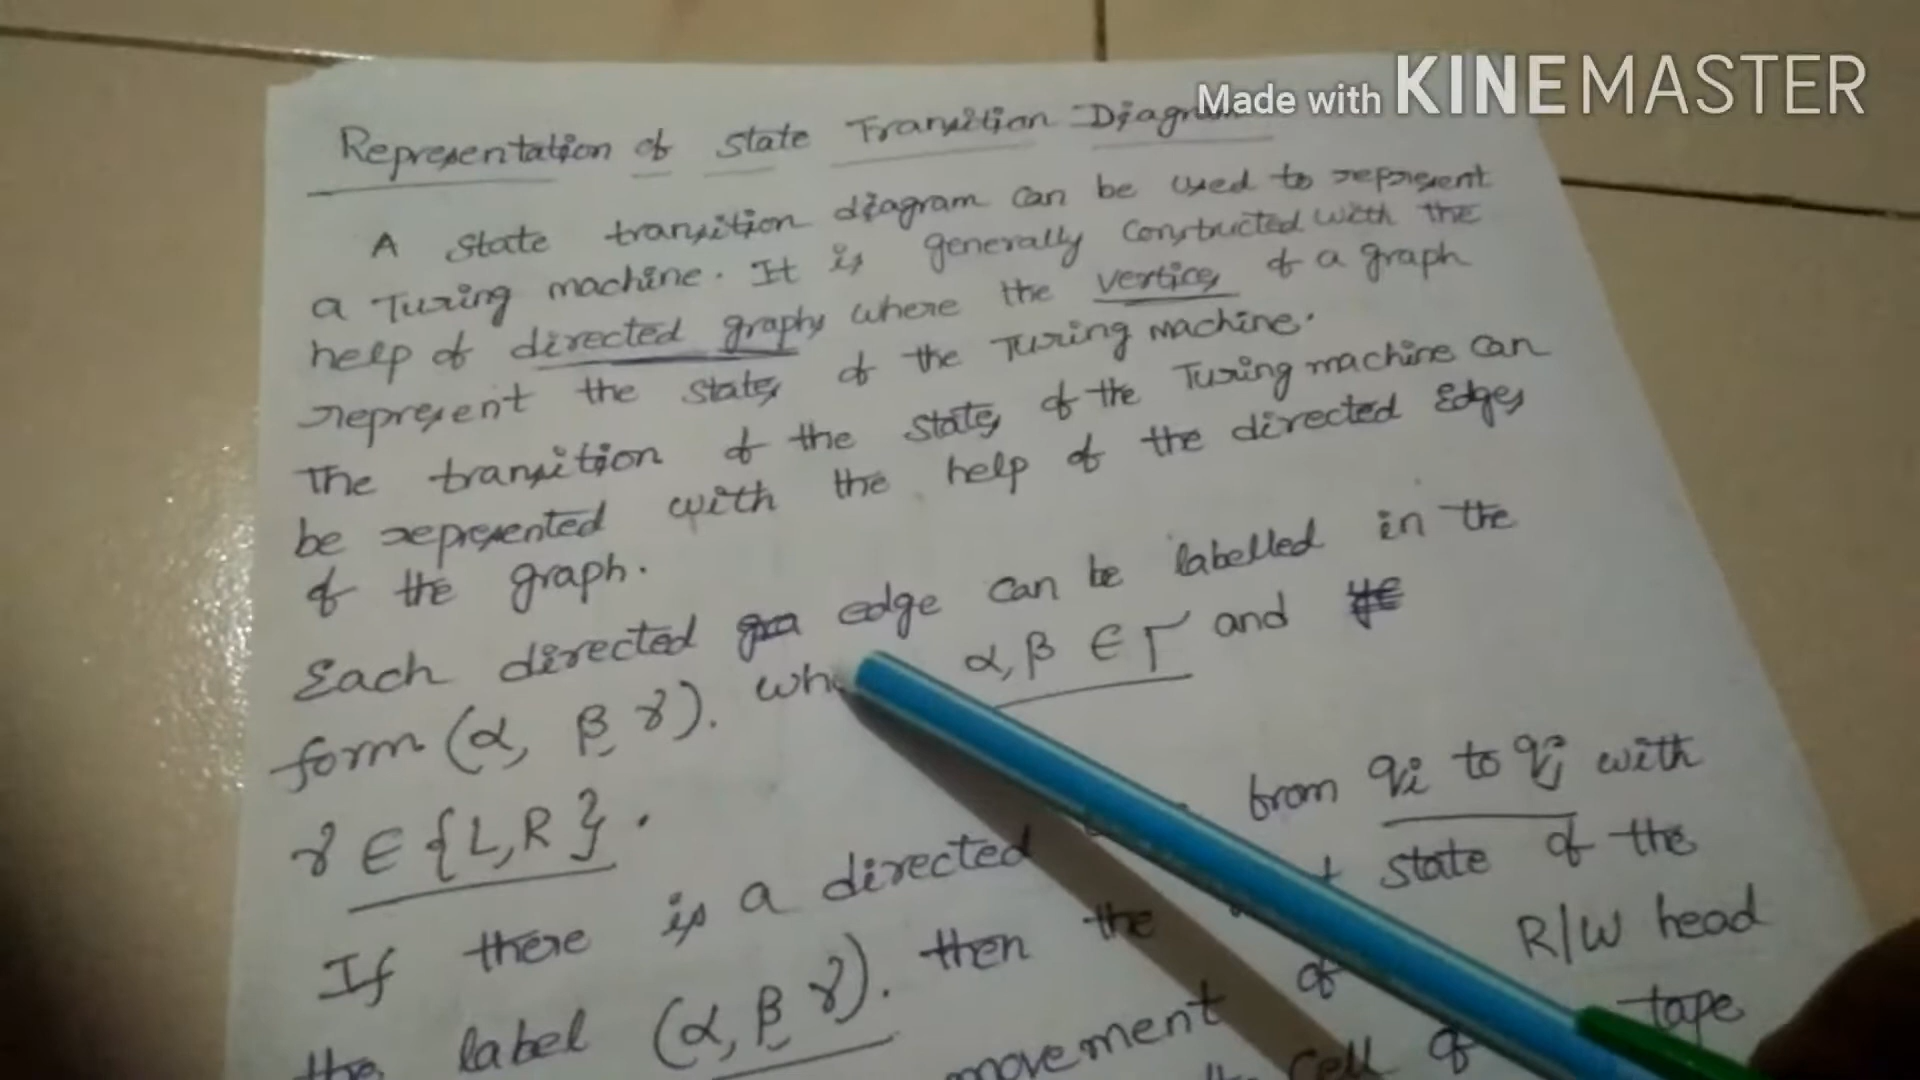 Made with KINEMASTER
Representation of State Transition Diagram
A State transition diagram can be used to represent
a Turing machine. It is generally constructed with the
help of directed graphs where the vertices of a graph
represent the states of the Turing machine.
The transition of the states of the Turing machine can
be represented with the help of the directed Edges
of the graph.
Each directed edge can be labelled in the
form (α, β, γ). α, β ∈ Γ and
γ ∈ {L,R}.
If there is a directed from qi to qj with
the label (α, β, γ). then the state of the
movement of R/W head
cell of tape